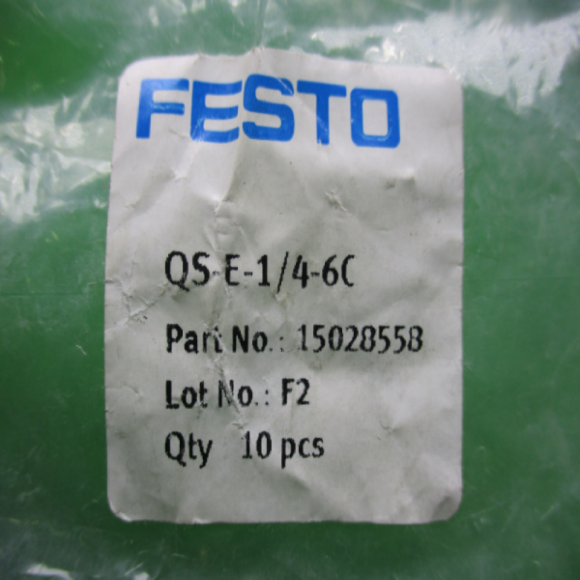 FESTO
QS-E-1/4-6C
Part No.: 15028558
Lot No.: F2
Qty 10 pcs